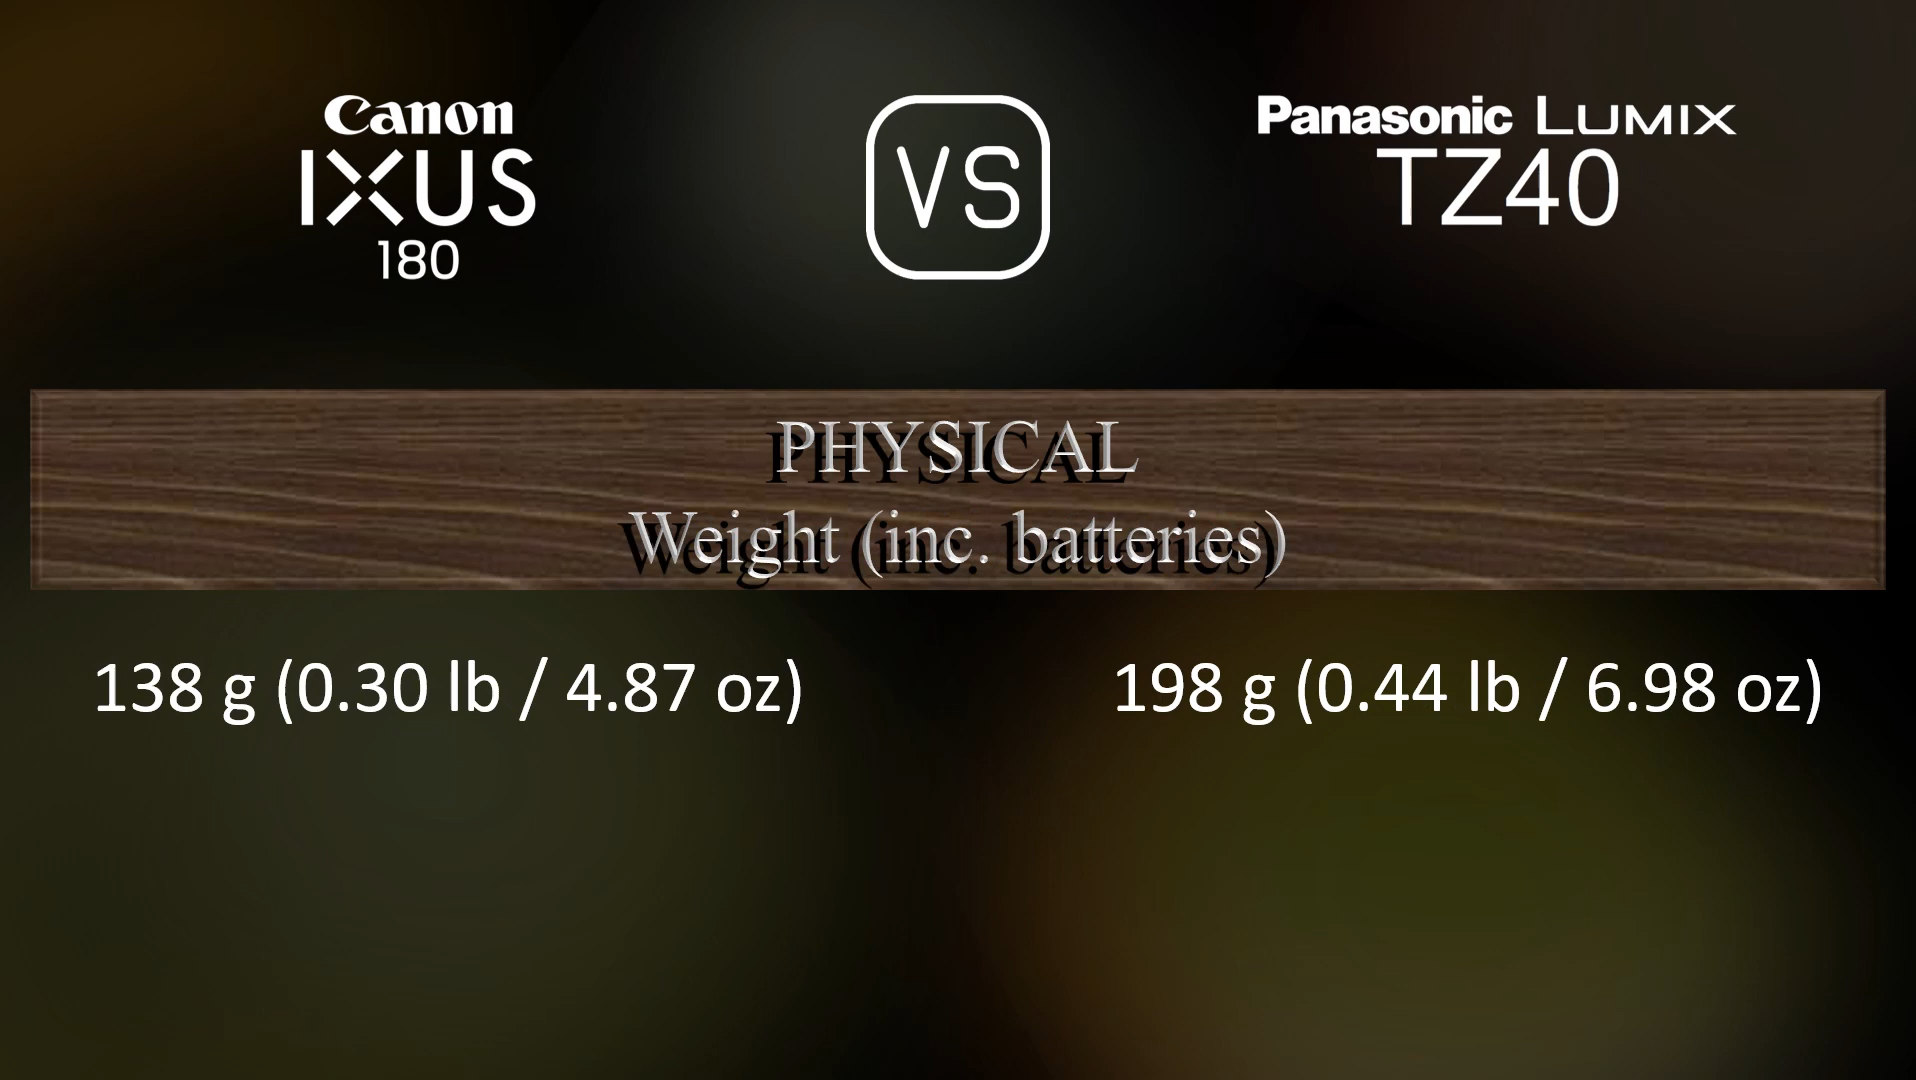 Canon
IXUS
180
VS
Panasonic LUMIX
TZ40
PHYSICAL
Weight (inc. batteries)
138 g (0.30 lb / 4.87 oz)
198 g (0.44 lb / 6.98 oz)